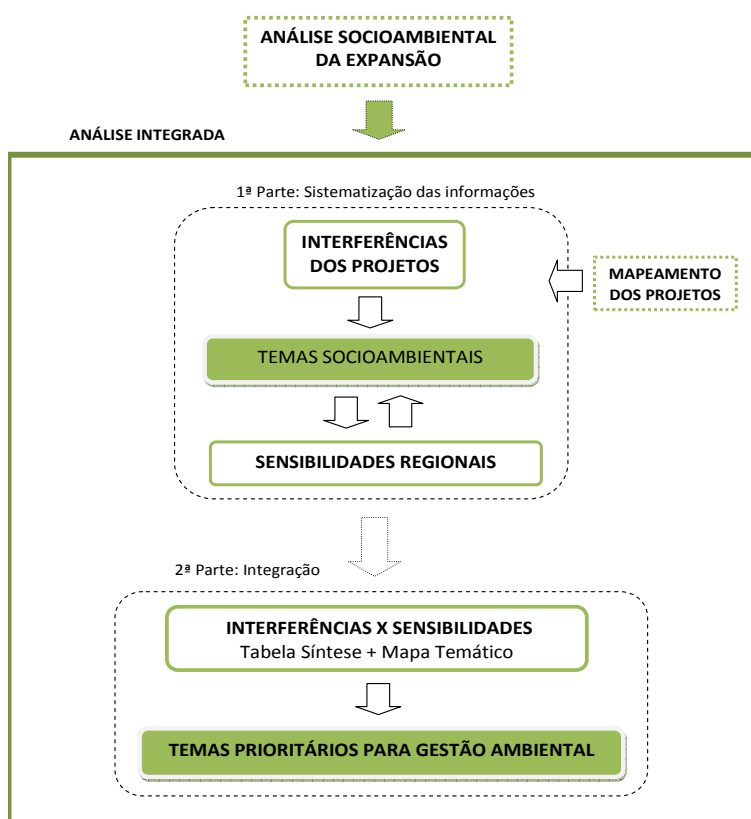 ANÁLISE SOCIOAMBIENTAL
DA EXPANSÃO
ANÁLISE INTEGRADA
1ª Parte: Sistematização das informações
INTERFERÊNCIAS
DOS PROJETOS
MAPEAMENTO
DOS PROJETOS
TEMAS SOCIOAMBIENTAIS
SENSIBILIDADES REGIONAIS
2ª Parte: Integração
INTERFERÊNCIAS X SENSIBILIDADES
Tabela Síntese + Mapa Temático
TEMAS PRIORITÁRIOS PARA GESTÃO AMBIENTAL